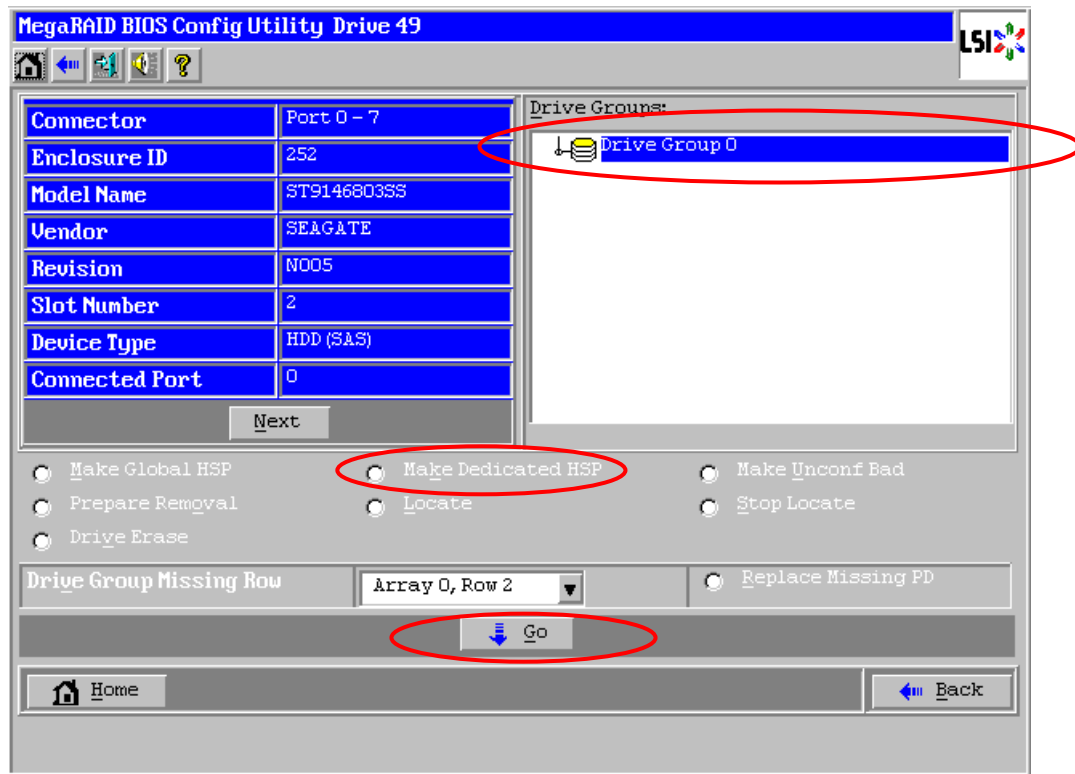 MegaRAID BIOS Config Utility Drive 49
LSI
?
Connector Port 0 - 7
Enclosure ID 252
Model Name ST9146803SS
Vendor SEAGATE
Revision N005
Slot Number 2
Device Type HDD (SAS)
Connected Port 0
Next
Drive Groups:
Drive Group 0
Make Global HSP Make Dedicated HSP Make Unconf Bad
Prepare Removal Locate Stop Locate
Drive Erase
Drive Group Missing Row Array 0, Row 2 Replace Missing PD
Go
Home Back